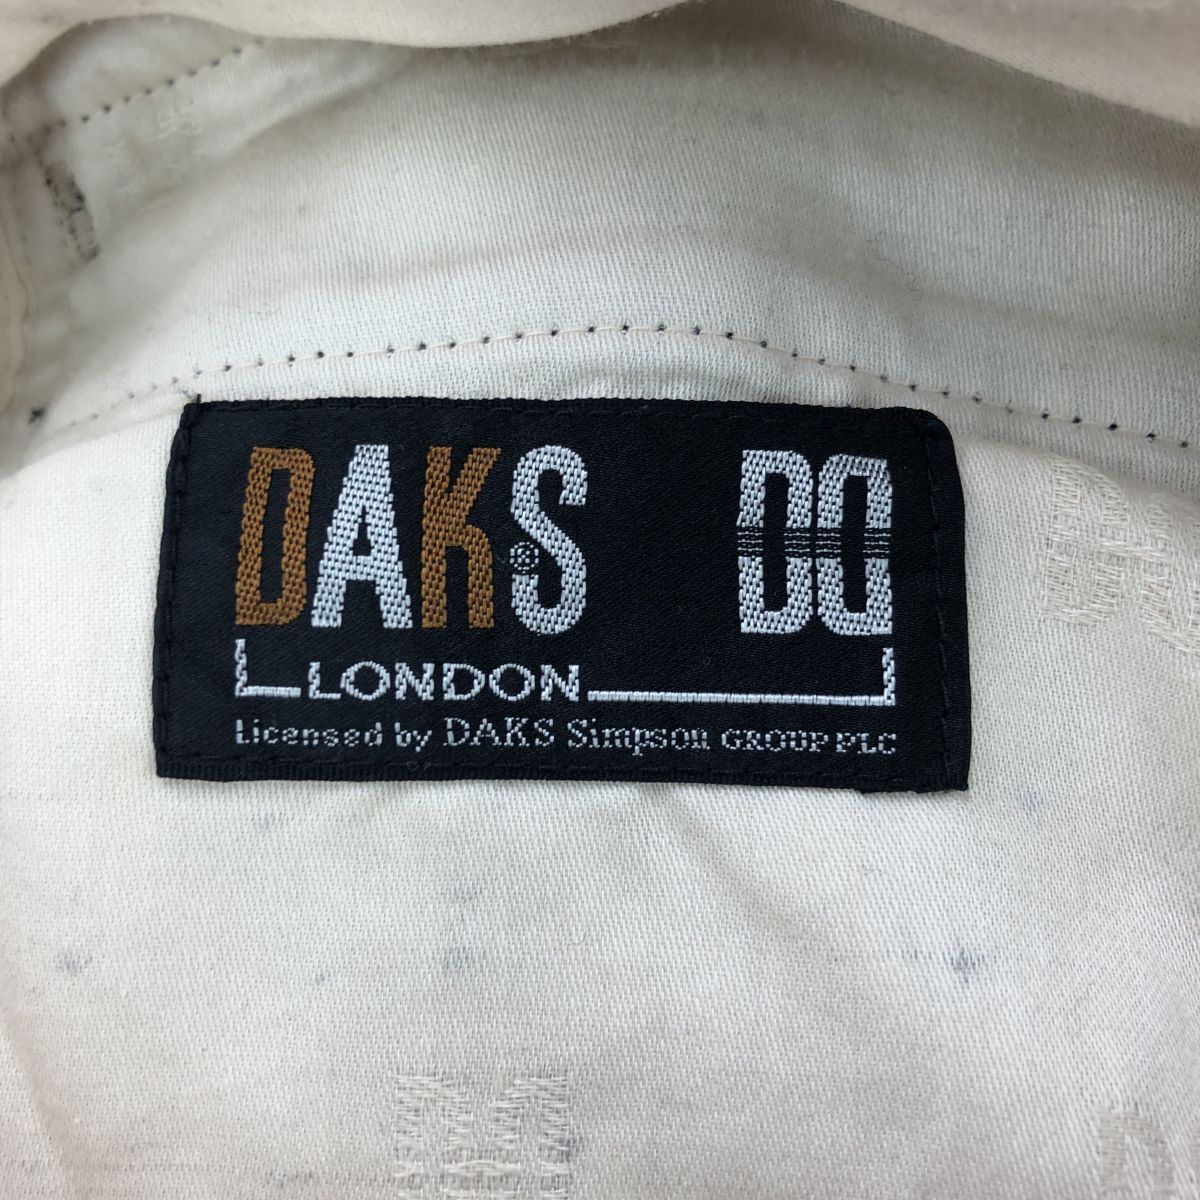 DAKS DD
LONDON
Licensed by DAKS Simpson GROUP PLC